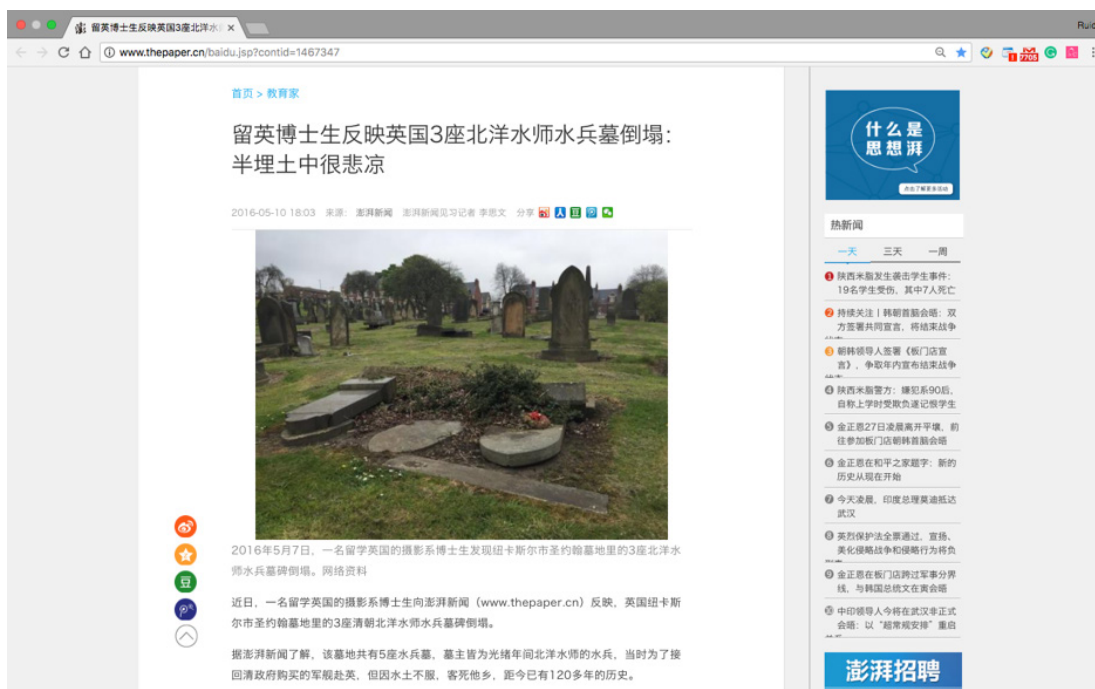 留英博士生反映英国3座北洋水
Ruid
www.thepaper.cn/baidu.jsp?contid=1467347
1
7705
首页 > 教育家
留英博士生反映英国3座北洋水师水兵墓倒塌：
半埋土中很悲凉
2016-05-10 18:03 来源： 澎湃新闻 澎湃新闻见习记者 李思文 分享
2016年5月7日，一名留学英国的摄影系博士生发现纽卡斯尔市圣约翰墓地里的3座北洋水
师水兵墓碑倒塌。网络资料
近日，一名留学英国的摄影系博士生向澎湃新闻（www.thepaper.cn）反映，英国纽卡斯
尔市圣约翰墓地里的3座清朝北洋水师水兵墓碑倒塌。
据澎湃新闻了解，该墓地共有5座水兵墓，墓主皆为光绪年间北洋水师的水兵，当时为了接
回清政府购买的军舰赴英，但因水土不服，客死他乡，距今已有120多年的历史。
豆
什么是
思想湃
点击了解更多活动
热新闻
一天 三天 一周
1 陕西米脂发生袭击学生事件：
19名学生受伤，其中7人死亡
2 持续关注丨韩朝首脑会晤：双
方签署共同宣言，将结束战争
3 朝韩领导人签署《板门店宣
言》，争取年内宣布结束战争
4 陕西米脂警方：嫌犯系90后，
自称上学时受欺负遂记恨学生
5 金正恩27日凌晨离开平壤，前
往参加板门店朝韩首脑会晤
6 金正恩在和平之家题字：新的
历史从现在开始
7 今天凌晨，印度总理莫迪抵达
武汉
8 英烈保护法全票通过，宣扬、
美化侵略战争和侵略行为将负
9 金正恩在板门店跨过军事分界
线，与韩国总统文在寅会晤
10 中印领导人今将在武汉非正式
会晤：以“超常规安排”重启
澎湃招聘